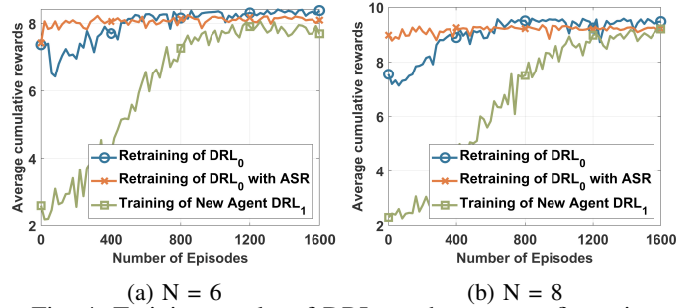 Average cumulative rewards
8
6
4
2
0
400
800
1200
1600
Number of Episodes
Retraining of DRL0
Retraining of DRL0 with ASR
Training of New Agent DRL1
(a) N = 6
Average cumulative rewards
10
8
6
4
2
0
400
800
1200
1600
Number of Episodes
Retraining of DRL0
Retraining of DRL0 with ASR
Training of New Agent DRL1
(b) N = 8